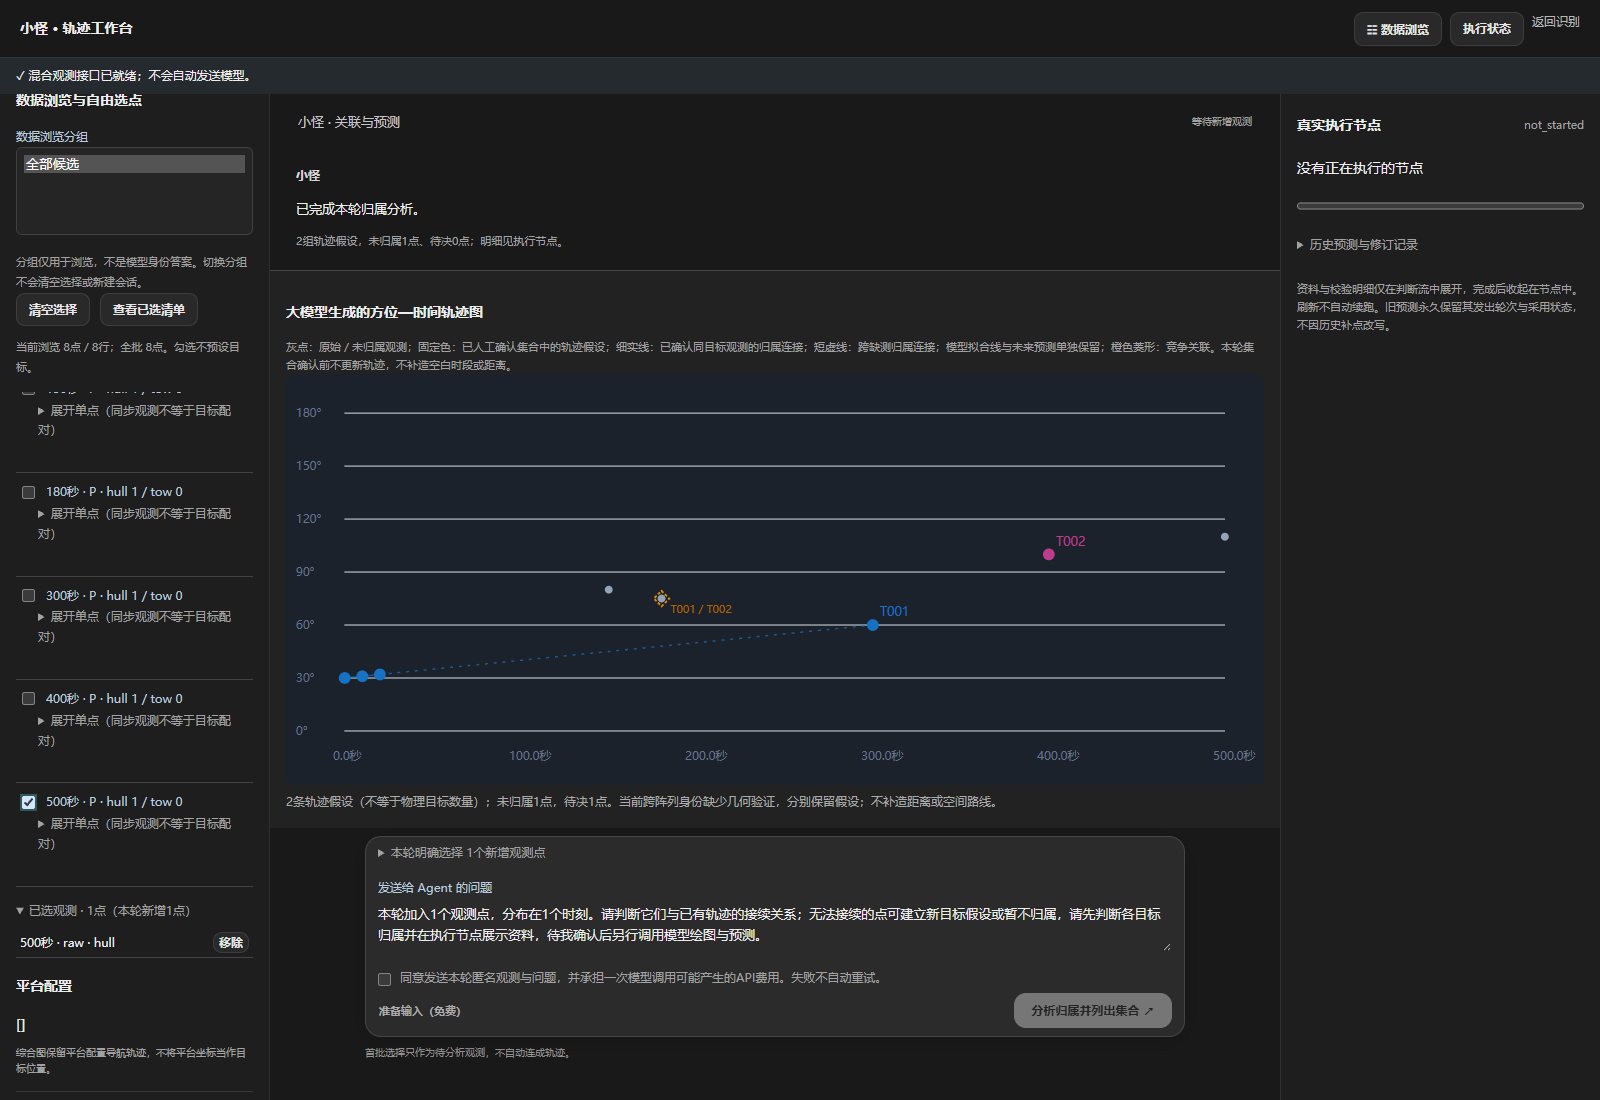 小怪 • 轨迹工作台
☷ 数据浏览
执行状态
返回识别
✓ 混合观测接口已就绪；不会自动发送模型。
数据浏览与自由选点
数据浏览分组
全部候选
分组仅用于浏览，不是模型身份答案。切换分组
不会清空选择或新建会话。
清空选择
查看已选清单
当前浏览 8点 / 8行；全批 8点。勾选不预设目
标。
▶ 展开单点（同步观测不等于目标配
对）
180秒 · P · hull 1 / tow 0
▶ 展开单点（同步观测不等于目标配
对）
300秒 · P · hull 1 / tow 0
▶ 展开单点（同步观测不等于目标配
对）
400秒 · P · hull 1 / tow 0
▶ 展开单点（同步观测不等于目标配
对）
500秒 · P · hull 1 / tow 0
▶ 展开单点（同步观测不等于目标配
对）
▼ 已选观测 · 1点（本轮新增1点）
500秒 · raw · hull
移除
平台配置
[]
综合图保留平台配置导航轨迹，不将平台坐标当作目
标位置。
小怪 · 关联与预测
等待新增观测
小怪
已完成本轮归属分析。
2组轨迹假设，未归属1点、待决0点；明细见执行节点。
大模型生成的方位—时间轨迹图
灰点：原始 / 未归属观测；固定色：已人工确认集合中的轨迹假设；细实线：已确认同目标观测的归属连接；短虚线：跨缺测归属连接；模型拟合线与未来预测单独保留；橙色菱形：竞争关联。本轮集
合确认前不更新轨迹，不补造空白时段或距离。
180°
150°
120°
90°
60°
30°
0°
T002
T001 / T002
T001
0.0秒
100.0秒
200.0秒
300.0秒
400.0秒
500.0秒
2条轨迹假设（不等于物理目标数量）；未归属1点，待决1点。当前跨阵列身份缺少几何验证，分别保留假设；不补造距离或空间路线。
▶ 本轮明确选择 1个新增观测点
发送给 Agent 的问题
本轮加入1个观测点，分布在1个时刻。请判断它们与已有轨迹的接续关系；无法接续的点可建立新目标假设或暂不归属，请先判断各目标
归属并在执行节点展示资料，待我确认后另行调用模型绘图与预测。
同意发送本轮匿名观测与问题，并承担一次模型调用可能产生的API费用。失败不自动重试。
准备输入（免费）
分析归属并列出集合 ↗
首批选择只作为待分析观测，不自动连成轨迹。
真实执行节点
not_started
没有正在执行的节点
▶ 历史预测与修订记录
资料与校验明细仅在判断流中展开，完成后收起在节点中。
刷新不自动续跑。旧预测永久保留其发出轮次与采用状态，
不因历史补点改写。